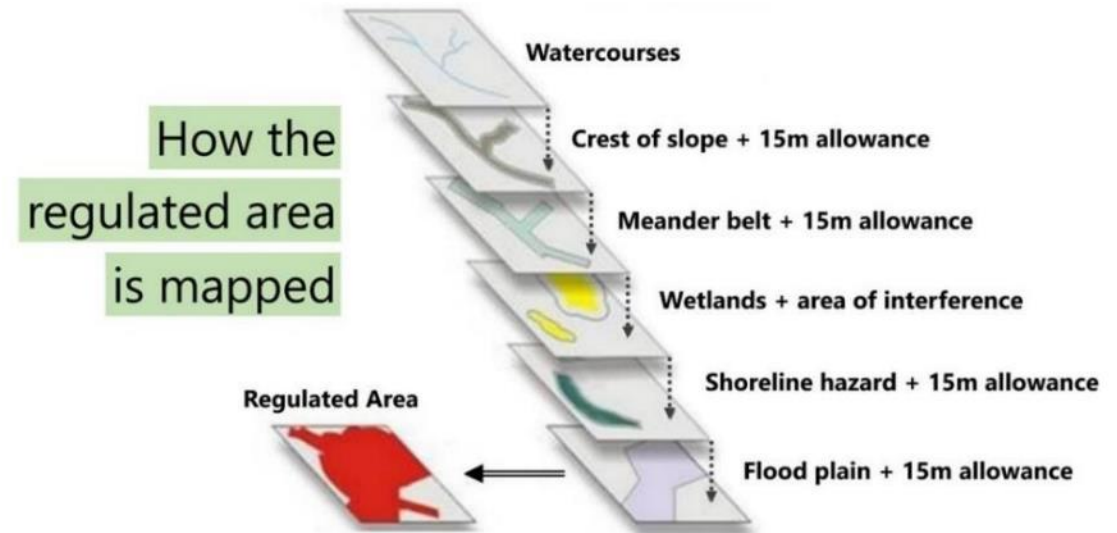 How the
regulated area
is mapped
Watercourses
Crest of slope + 15m allowance
Meander belt + 15m allowance
Wetlands + area of interference
Shoreline hazard + 15m allowance
Flood plain + 15m allowance
Regulated Area